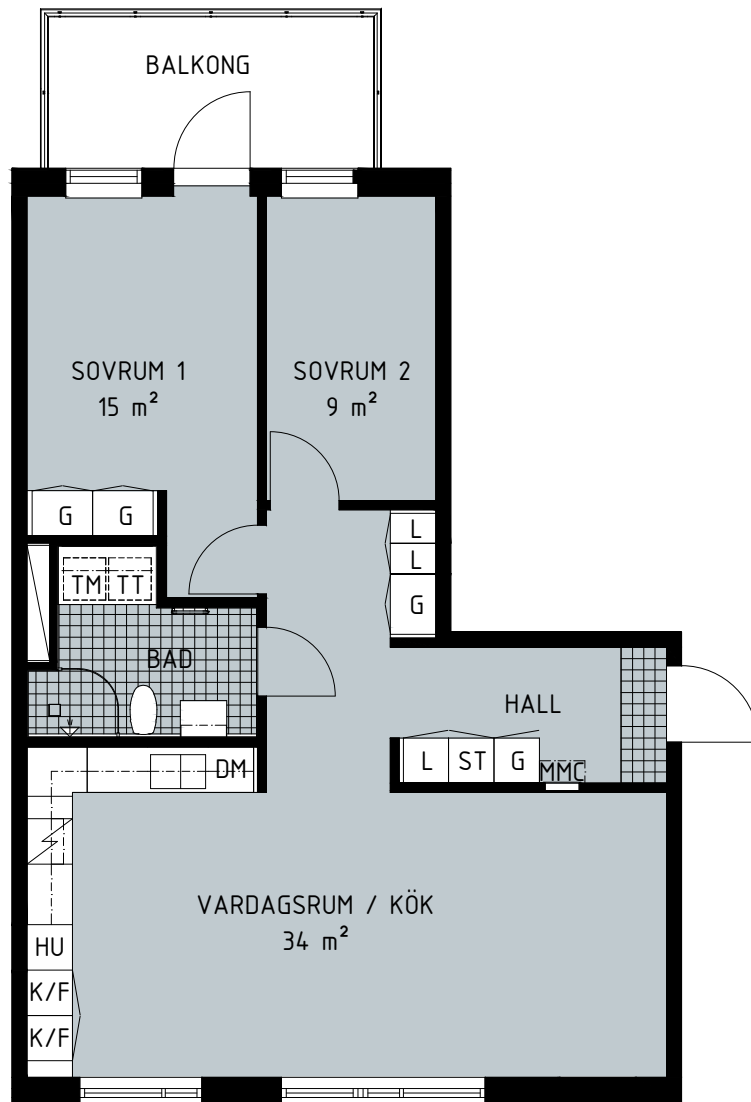 BALKONG
SOVRUM 1
15 m²
SOVRUM 2
9 m²
G G
L
L
G
TM TT
BAD
HALL
L ST G
MMC
DM
VARDAGSRUM / KÖK
34 m²
HU
K/F
K/F